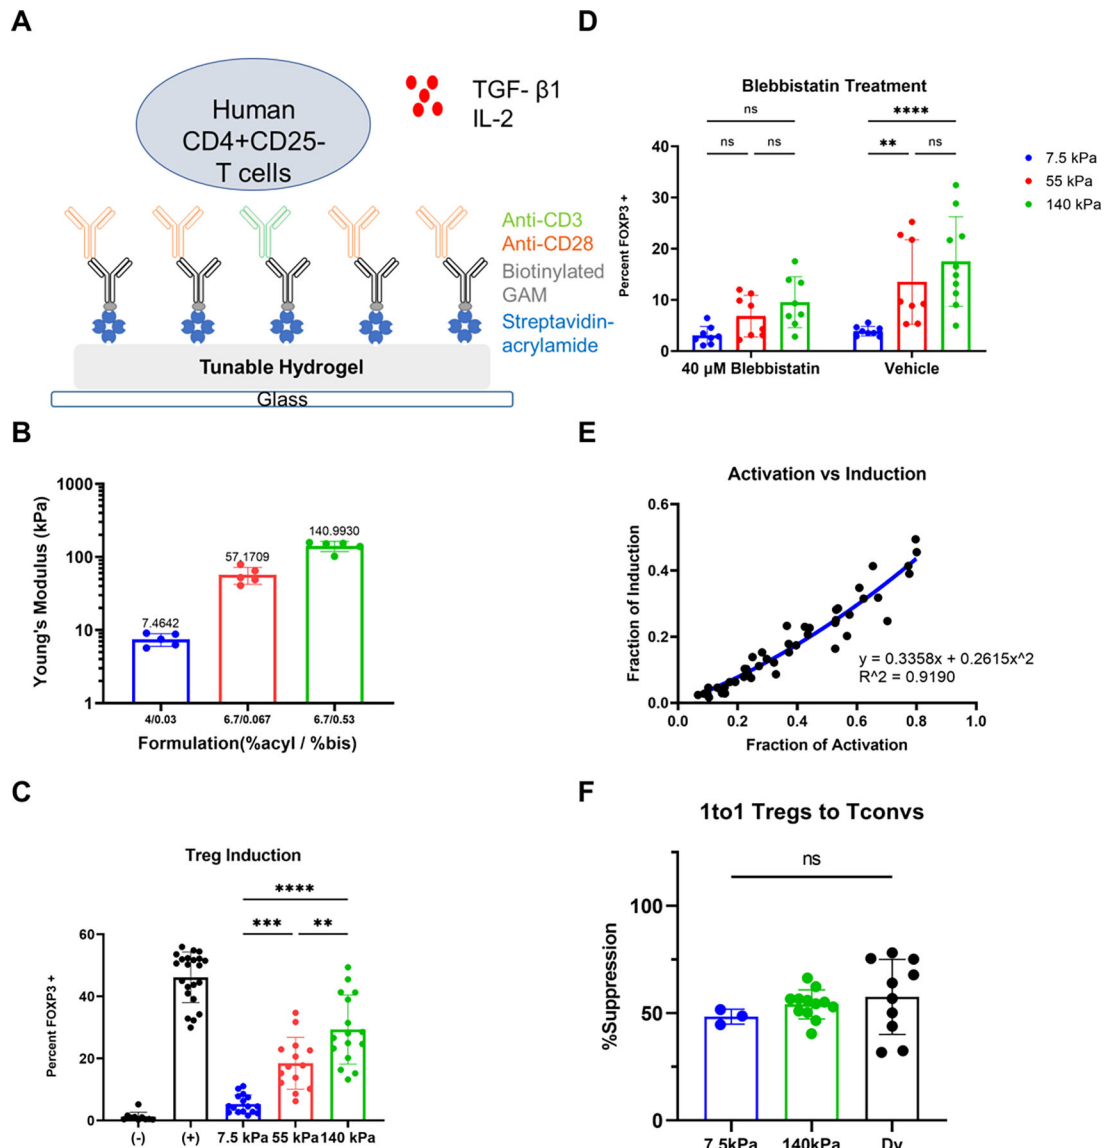 A
Human
CD4+CD25-
T cells
TGF- β1
IL-2
Anti-CD3
Anti-CD28
Biotinylated
GAM
Streptavidin-
acrylamide
Tunable Hydrogel
Glass
B
1000
100
10
1
Young's Modulus (kPa)
7.4642
57.1709
140.9930
4/0.03
6.7/0.067
6.7/0.53
Formulation(%acyl / %bis)
C
Treg Induction
****
***
**
60
40
20
0
Percent FOXP3 +
(-)
(+)
7.5 kPa
55 kPa
140 kPa
D
Blebbistatin Treatment
ns
****
ns
ns
**
ns
40
30
20
10
0
Percent FOXP3 +
40 µM Blebbistatin
Vehicle
7.5 kPa
55 kPa
140 kPa
E
Activation vs Induction
0.6
0.4
0.2
0.0
Fraction of Induction
y = 0.3358x + 0.2615x^2
R^2 = 0.9190
0.0
0.2
0.4
0.6
0.8
1.0
Fraction of Activation
F
1to1 Tregs to Tconvs
ns
100
50
0
%Suppression
7.5kPa
140kPa
Dy